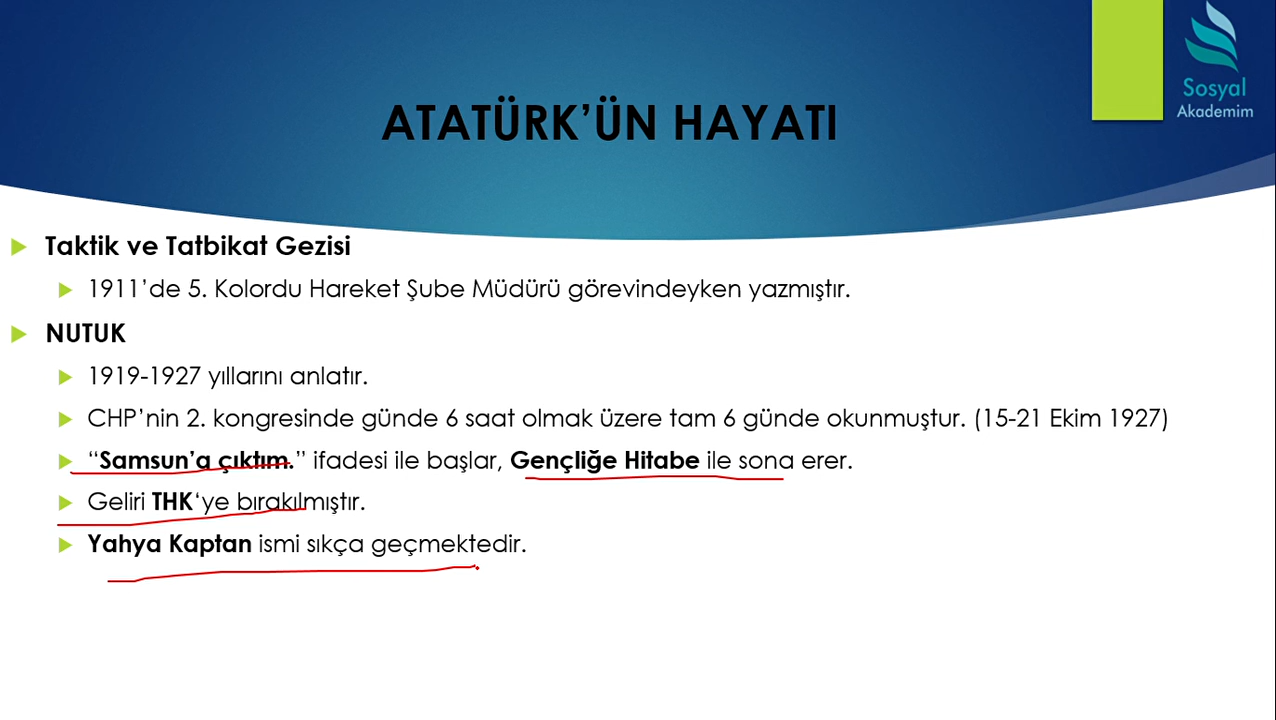 Sosyal
Akademim
ATATÜRK’ÜN HAYATI
Taktik ve Tatbikat Gezisi
1911’de 5. Kolordu Hareket Şube Müdürü görevindeyken yazmıştır.
NUTUK
1919-1927 yıllarını anlatır.
CHP’nin 2. kongresinde günde 6 saat olmak üzere tam 6 günde okunmuştur. (15-21 Ekim 1927)
“Samsun’a çıktım.” ifadesi ile başlar, Gençliğe Hitabe ile sona erer.
Geliri THK‘ye bırakılmıştır.
Yahya Kaptan ismi sıkça geçmektedir.